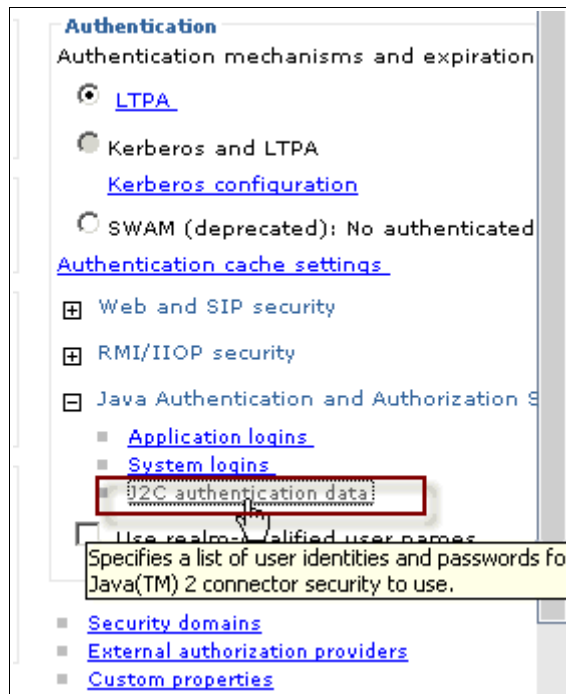 Authentication
Authentication mechanisms and expiration
LTPA
Kerberos and LTPA
Kerberos configuration
SWAM (deprecated): No authenticated
Authentication cache settings
Web and SIP security
RMI/IIOP security
Java Authentication and Authorization S
Application logins
System logins
J2C authentication data
Use realm-qualified user names
Specifies a list of user identities and passwords fo
Java(TM) 2 connector security to use.
Security domains
External authorization providers
Custom properties